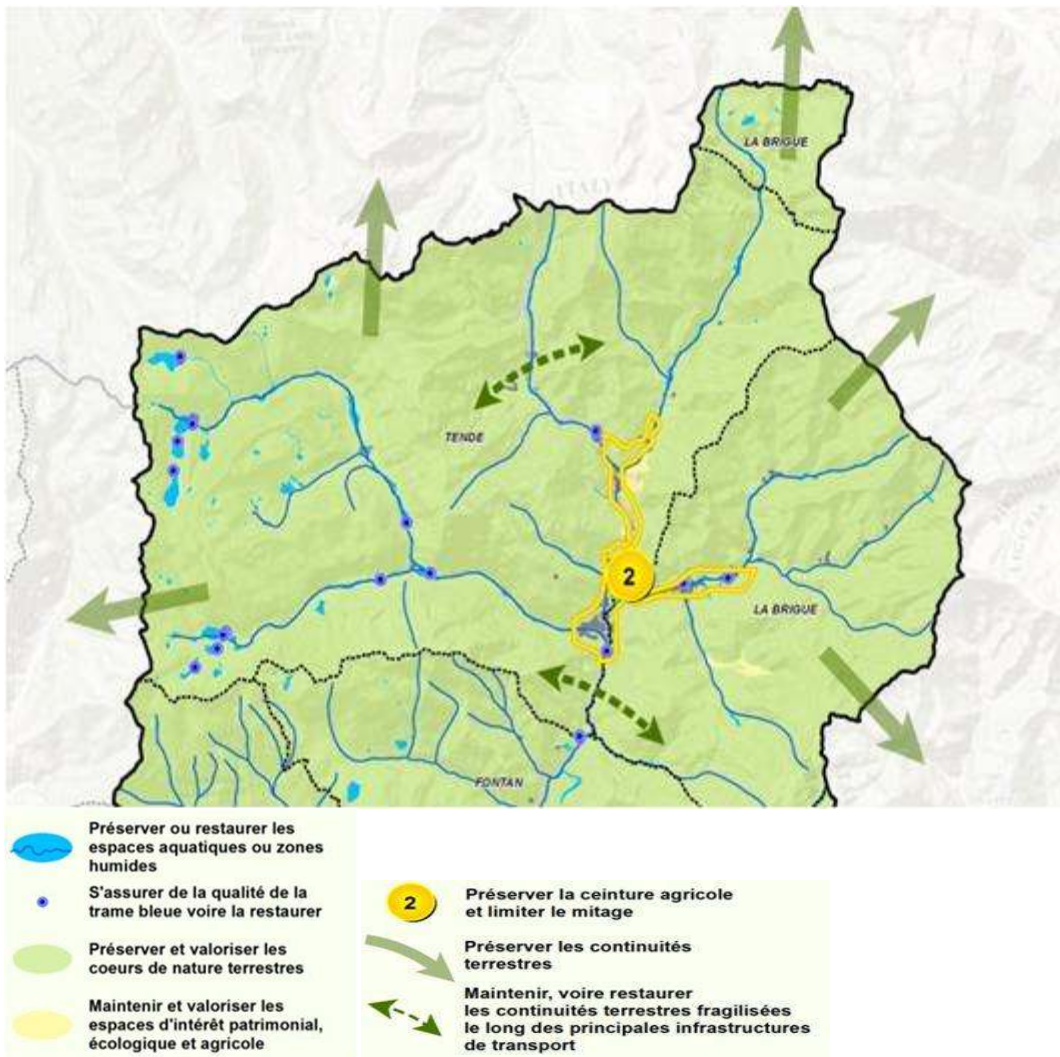 LA BRIGUE
ITALY
TENDE
2
LA BRIGUE
FONTAN
Préserver ou restaurer les
espaces aquatiques ou zones
humides
S'assurer de la qualité de la
trame bleue voire la restaurer
Préserver et valoriser les
coeurs de nature terrestres
Maintenir et valoriser les
espaces d'intérêt patrimonial,
écologique et agricole
2
Préserver la ceinture agricole
et limiter le mitage
Préserver les continuités
terrestres
Maintenir, voire restaurer
les continuités terrestres fragilisées
le long des principales infrastructures
de transport